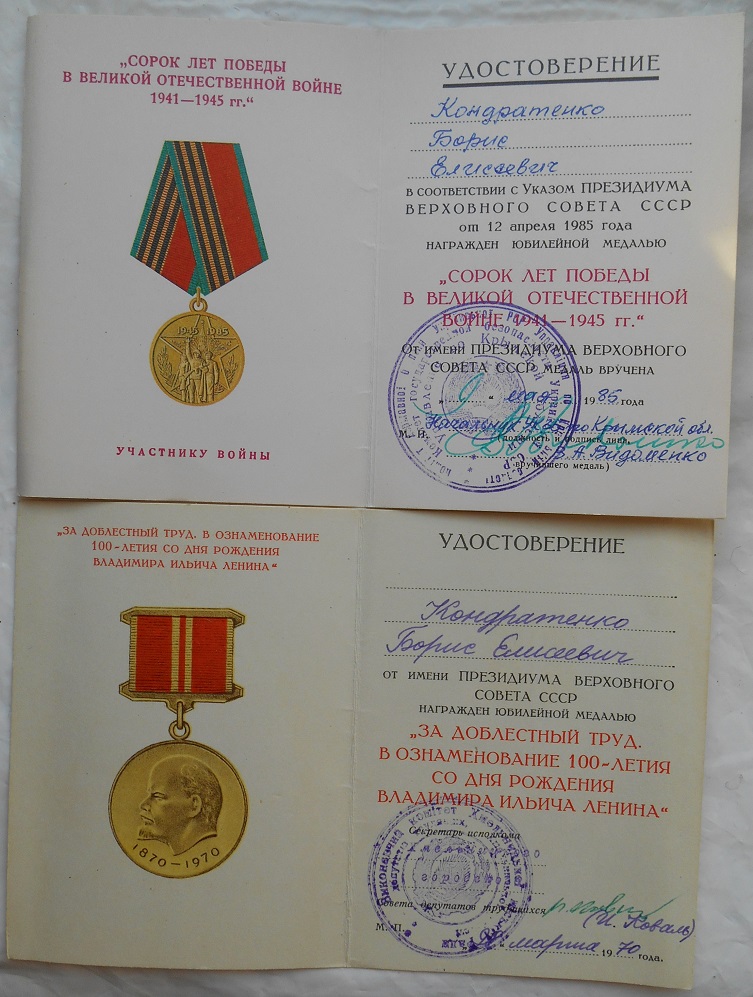 „СОРОК ЛЕТ ПОБЕДЫ
В ВЕЛИКОЙ ОТЕЧЕСТВЕННОЙ ВОЙНЕ
1941—1945 гг.“
1945 1985
УЧАСТНИКУ ВОЙНЫ
УДОСТОВЕРЕНИЕ
Кондратенко
Борис
Елисеевич
В СООТВЕТСТВИИ С УКАЗОМ ПРЕЗИДИУМА
ВЕРХОВНОГО СОВЕТА СССР
от 12 апреля 1985 года
НАГРАЖДЕН ЮБИЛЕЙНОЙ МЕДАЛЬЮ
„СОРОК ЛЕТ ПОБЕДЫ
В ВЕЛИКОЙ ОТЕЧЕСТВЕННОЙ
ВОЙНЕ 1941—1945 гг.“
ОТ ИМЕНИ ПРЕЗИДИУМА ВЕРХОВНОГО
СОВЕТА СССР МЕДАЛЬ ВРУЧЕНА
мая 1985 года
Начальник Крымской обл.
М. П. (должность и подпись лица,
В.А. Видоменко
вручившего медаль)
„ЗА ДОБЛЕСТНЫЙ ТРУД. В ОЗНАМЕНОВАНИЕ
100-ЛЕТИЯ СО ДНЯ РОЖДЕНИЯ
ВЛАДИМИРА ИЛЬИЧА ЛЕНИНА“
1870—1970
УДОСТОВЕРЕНИЕ
Кондратенко
Борис Елисеевич
ОТ ИМЕНИ ПРЕЗИДИУМА ВЕРХОВНОГО
СОВЕТА СССР
НАГРАЖДЕН ЮБИЛЕЙНОЙ МЕДАЛЬЮ
„ЗА ДОБЛЕСТНЫЙ ТРУД.
В ОЗНАМЕНОВАНИЕ 100-ЛЕТИЯ
СО ДНЯ РОЖДЕНИЯ
ВЛАДИМИРА ИЛЬИЧА ЛЕНИНА“
Секретарь исполкома
Совета депутатов трудящихся
(И. Коваль)
М. П. марта 1970 года.